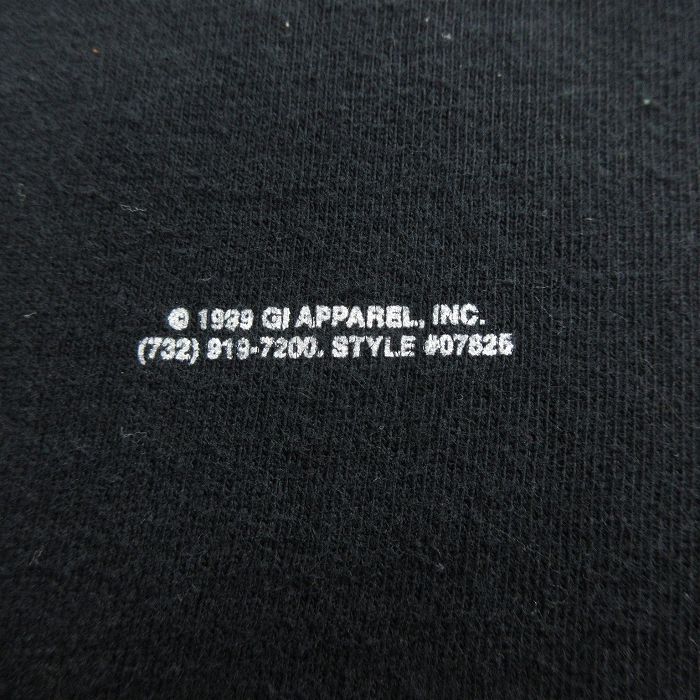 © 1999 GI APPAREL, INC.
(732) 919-7200. STYLE #07825